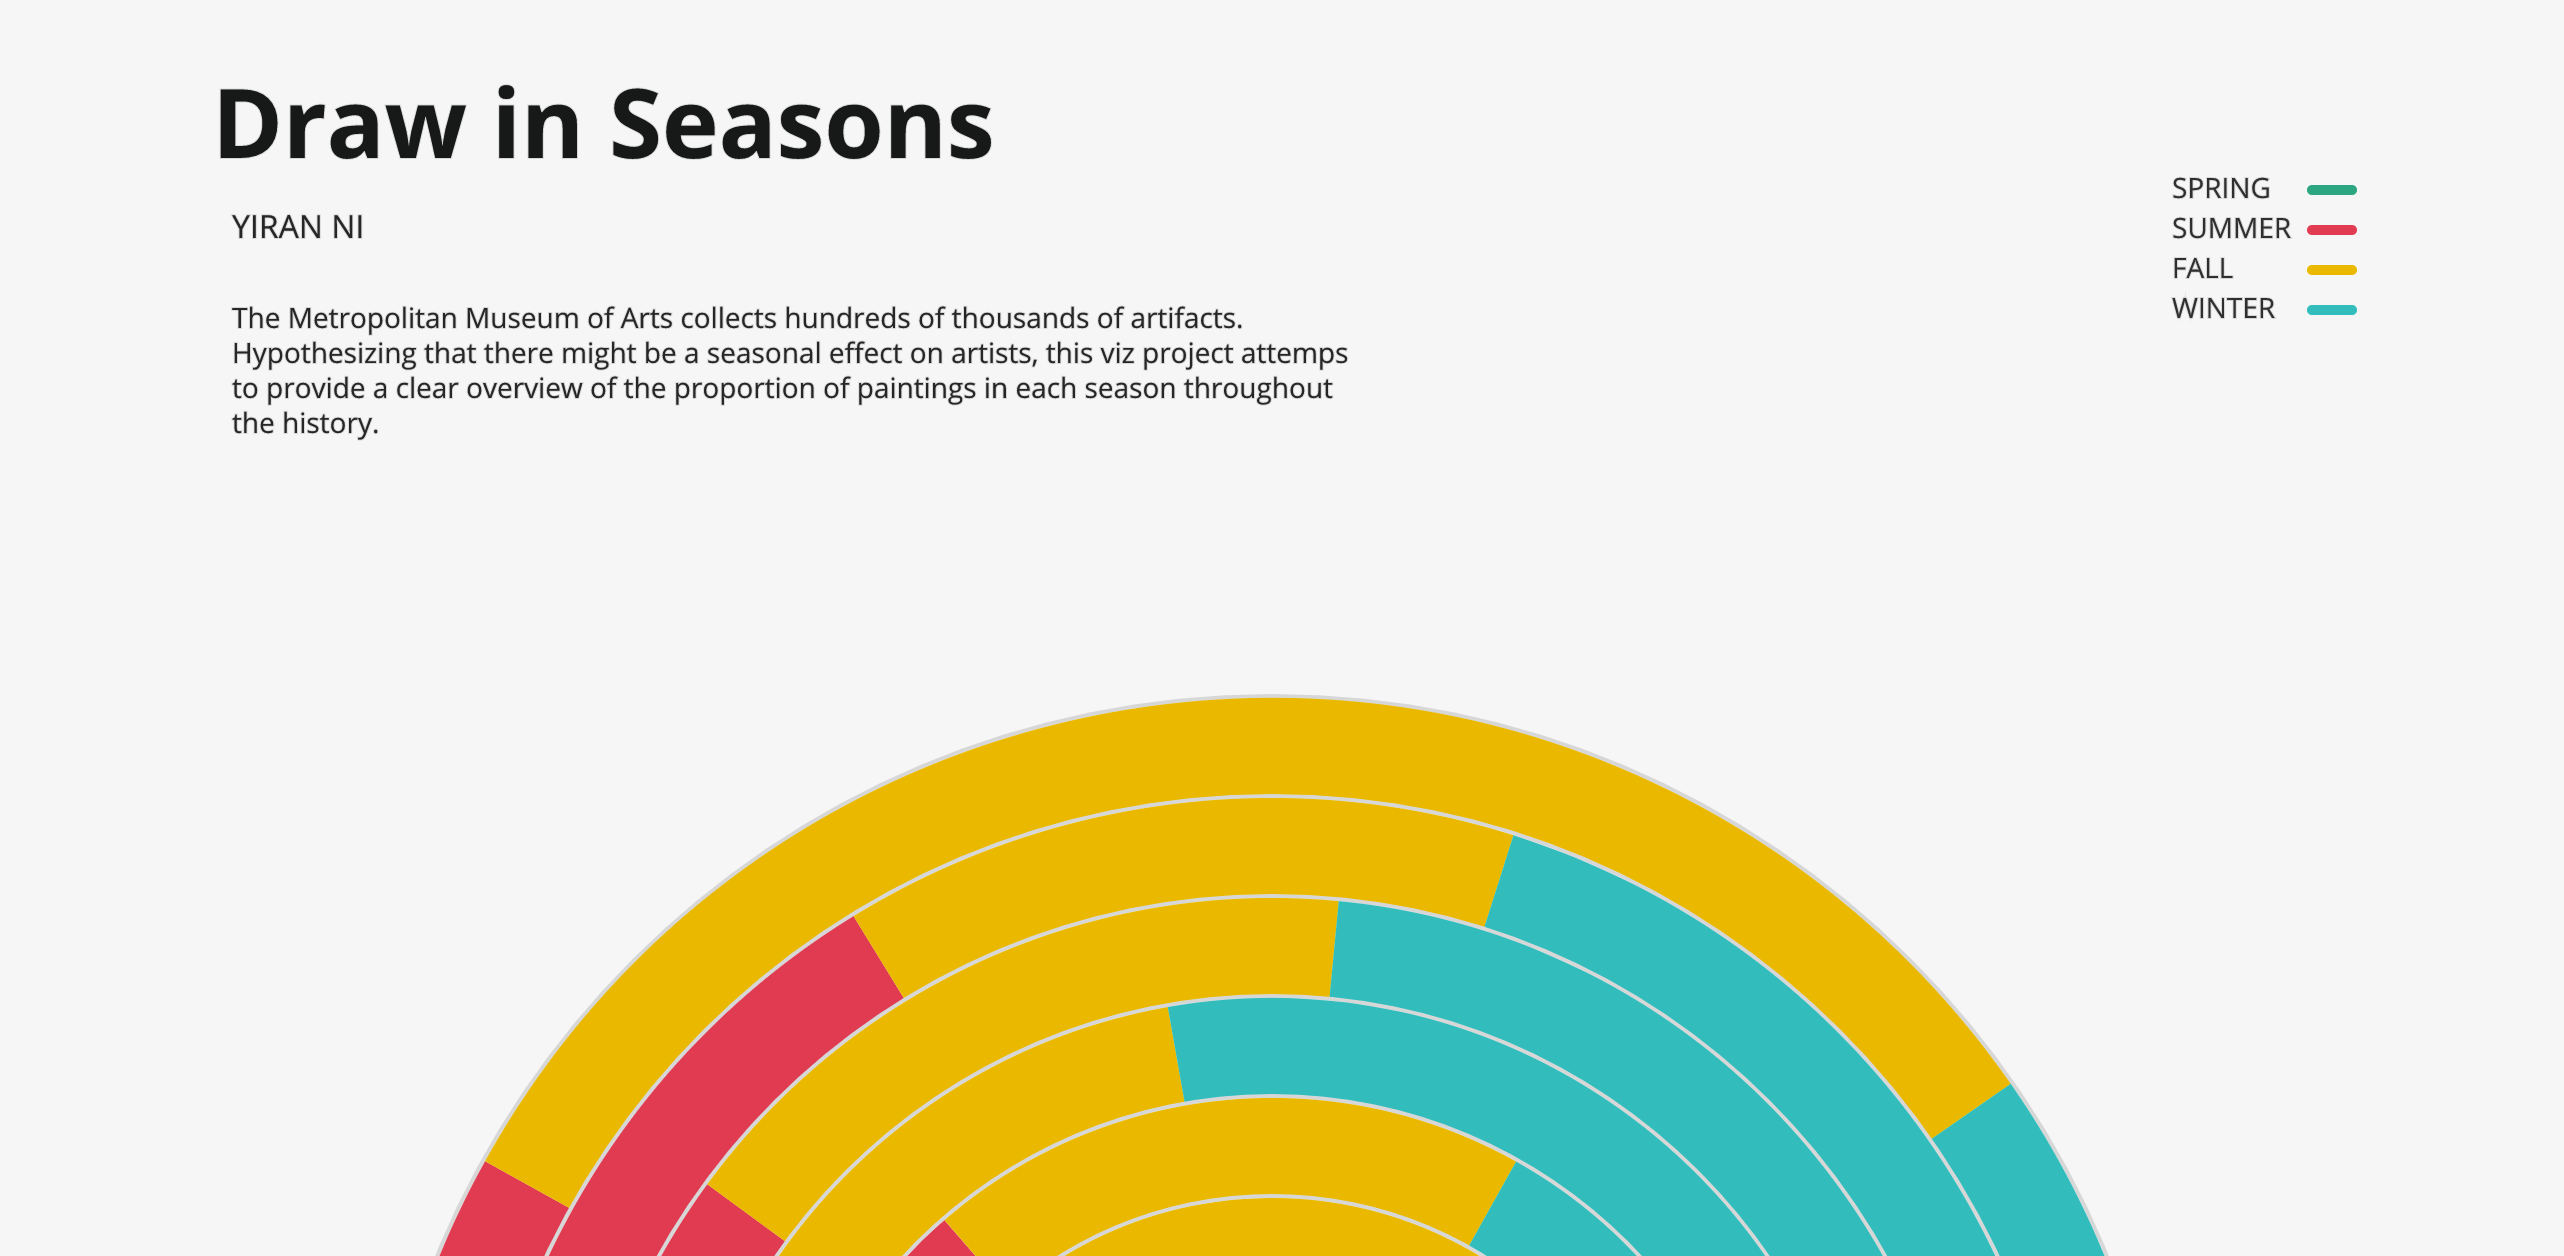 Draw in Seasons
YIRAN NI
The Metropolitan Museum of Arts collects hundreds of thousands of artifacts.
Hypothesizing that there might be a seasonal effect on artists, this viz project attemps
to provide a clear overview of the proportion of paintings in each season throughout
the history.
SPRING
SUMMER
FALL
WINTER